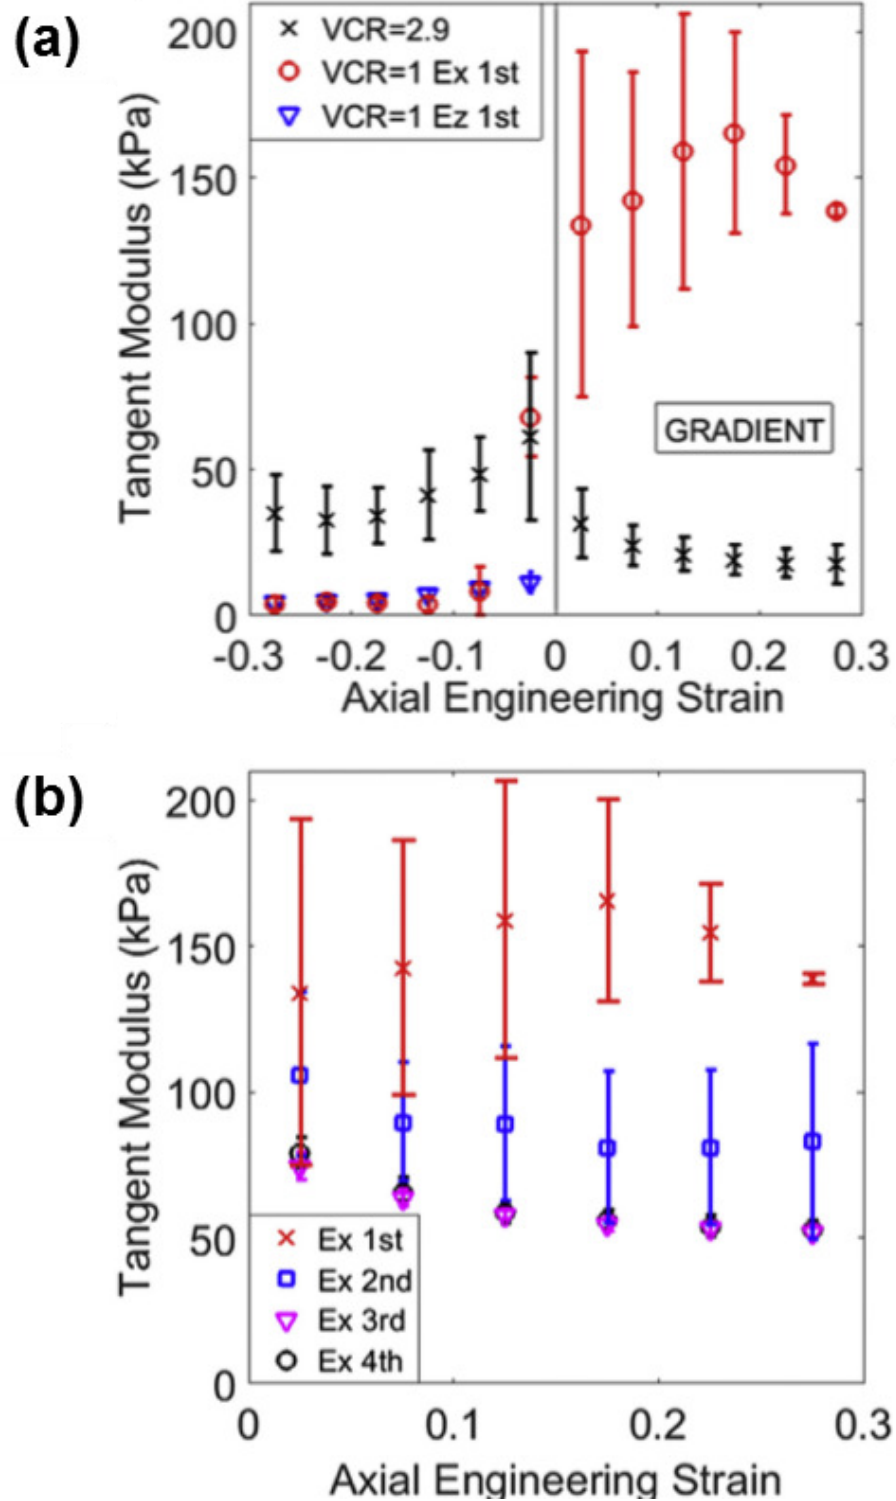 (a)
200
150
100
50
0
Tangent Modulus (kPa)
× VCR=2.9
VCR=1 Ex 1st
VCR=1 Ez 1st
GRADIENT
-0.3 -0.2 -0.1 0 0.1 0.2 0.3
Axial Engineering Strain
(b)
200
150
100
50
0
Tangent Modulus (kPa)
Ex 1st
Ex 2nd
Ex 3rd
Ex 4th
0 0.1 0.2 0.3
Axial Engineering Strain